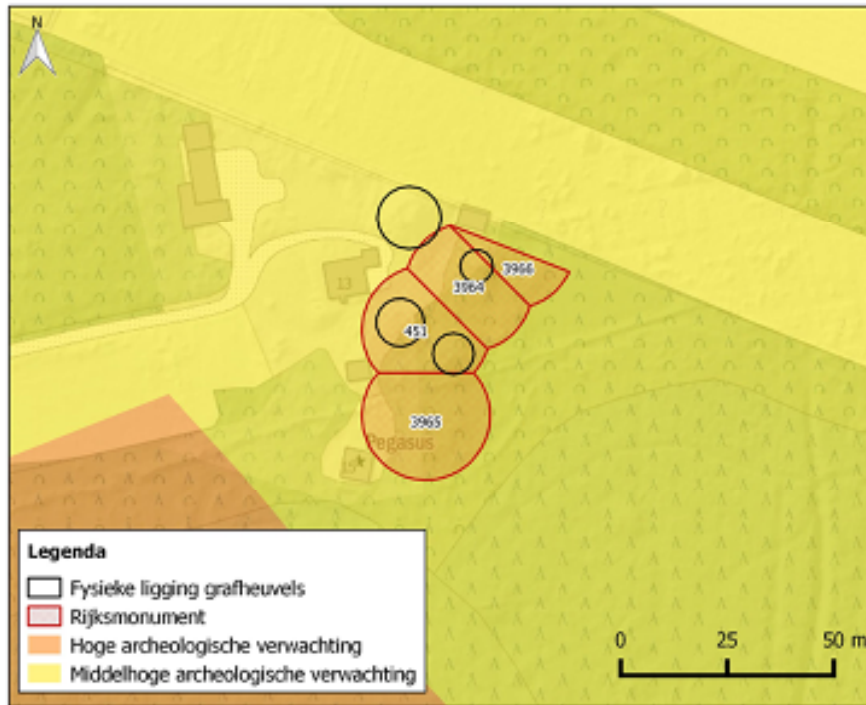 N
13
3966
3964
451
3965
Pegasus
15
Legenda
Fysieke ligging grafheuvels
Rijksmonument
Hoge archeologische verwachting
Middelhoge archeologische verwachting
0 25 50 m